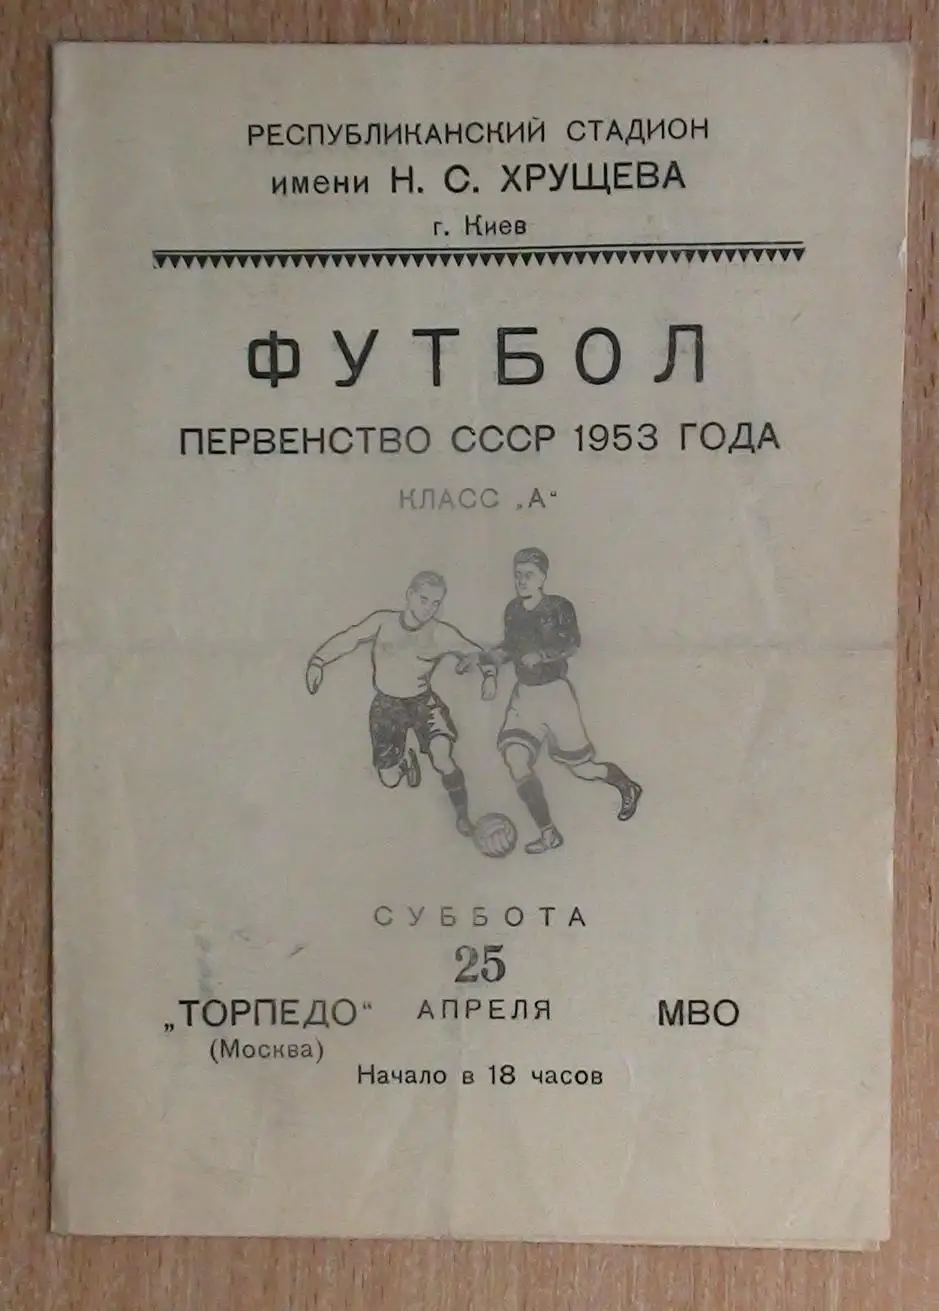 РЕСПУБЛИКАНСКИЙ СТАДИОН
имени Н. С. ХРУЩЕВА
г. Киев
ФУТБОЛ
ПЕРВЕНСТВО СССР 1953 ГОДА
КЛАСС „А“
СУББОТА
25
„ТОРПЕДО“ АПРЕЛЯ МВО
(Москва)
Начало в 18 часов